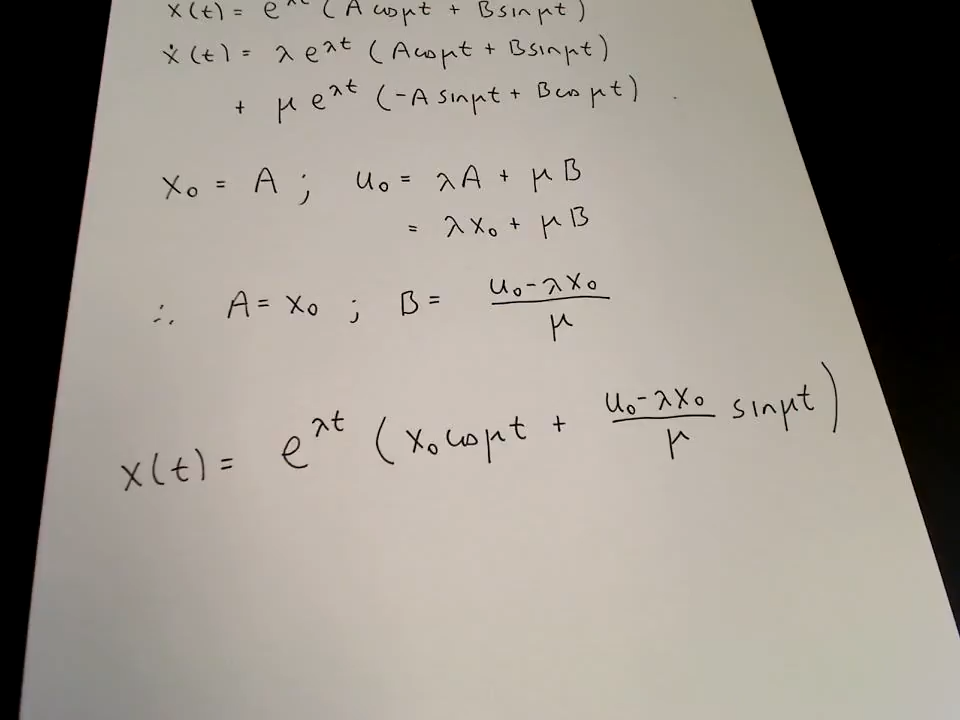 x(t) = e^λt (A cos μt + B sin μt)
ẋ(t) = λ e^λt (A cos μt + B sin μt)
+ μ e^λt (-A sin μt + B cos μt)
x₀ = A ; u₀ = λA + μB
= λx₀ + μB
∴ A = x₀ ; B = (u₀ - λx₀)/μ
x(t) = e^λt (x₀ cos μt + (u₀ - λx₀)/μ sin μt)